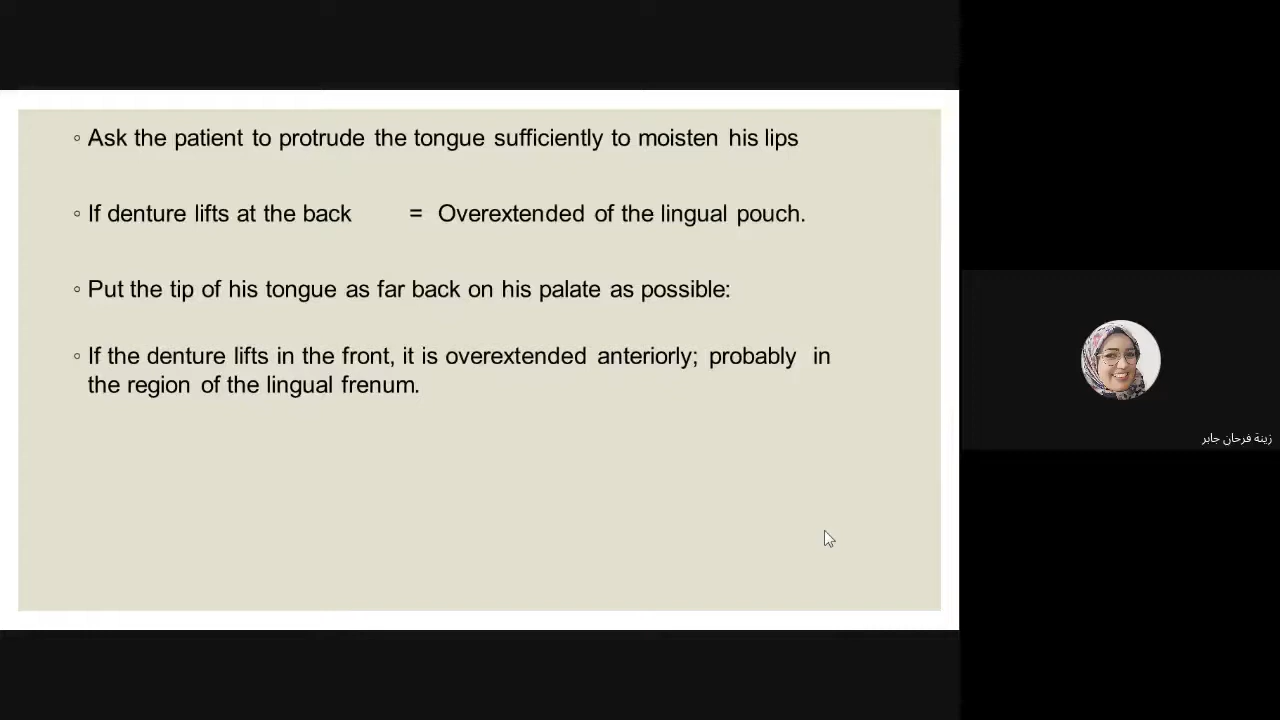 ◦ Ask the patient to protrude the tongue sufficiently to moisten his lips
◦ If denture lifts at the back = Overextended of the lingual pouch.
◦ Put the tip of his tongue as far back on his palate as possible:
◦ If the denture lifts in the front, it is overextended anteriorly; probably in
the region of the lingual frenum.
زينة فرحان جابر